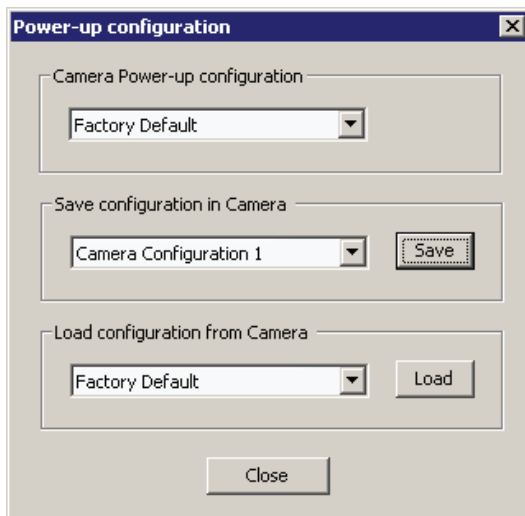 Power-up configuration
Camera Power-up configuration
Factory Default
Save configuration in Camera
Camera Configuration 1
Save
Load configuration from Camera
Factory Default
Load
Close